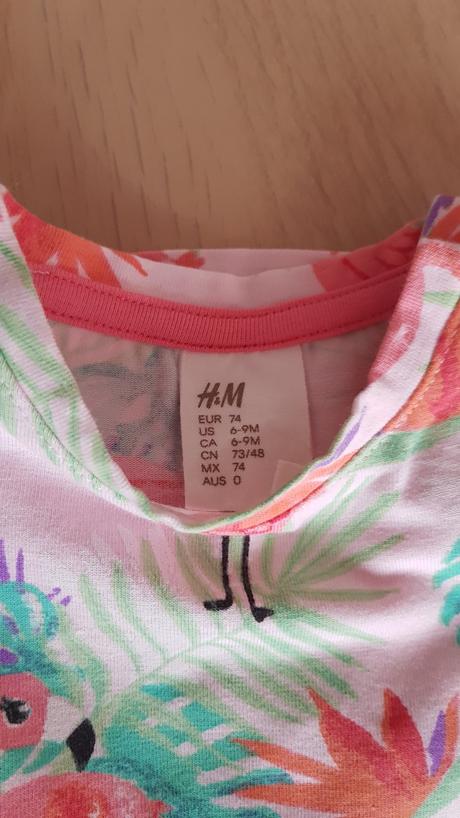 H&M
EUR 74
US 6-9M
CA 6-9M
CN 73/48
MX 74
AUS 0